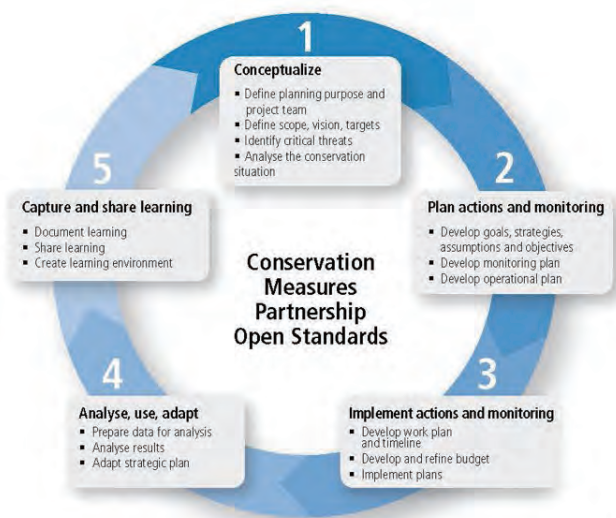 1
Conceptualize
▪ Define planning purpose and
project team
▪ Define scope, vision, targets
▪ Identify critical threats
▪ Analyse the conservation
situation
2
Plan actions and monitoring
▪ Develop goals, strategies,
assumptions and objectives
▪ Develop monitoring plan
▪ Develop operational plan
3
Implement actions and monitoring
▪ Develop work plan
and timeline
▪ Develop and refine budget
▪ Implement plans
4
Analyse, use, adapt
▪ Prepare data for analysis
▪ Analyse results
▪ Adapt strategic plan
5
Capture and share learning
▪ Document learning
▪ Share learning
▪ Create learning environment
Conservation
Measures
Partnership
Open Standards